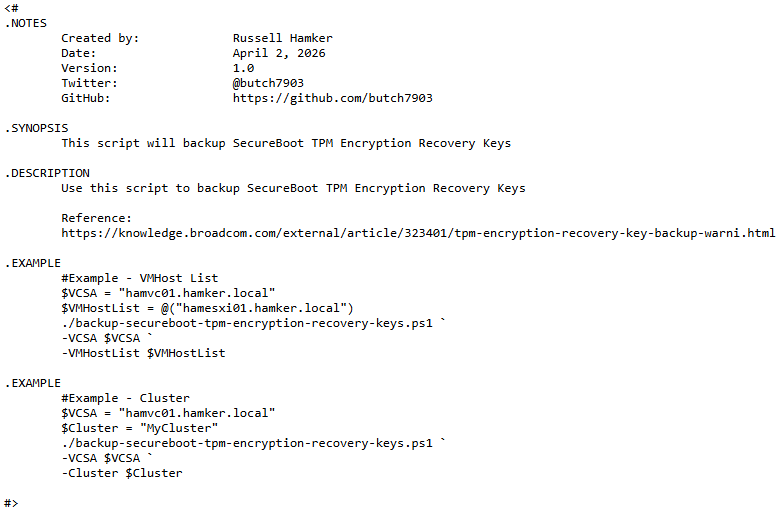 <#
.NOTES
Created by: Russell Hamker
Date: April 2, 2026
Version: 1.0
Twitter: @butch7903
GitHub: https://github.com/butch7903
.SYNOPSIS
This script will backup SecureBoot TPM Encryption Recovery Keys
.DESCRIPTION
Use this script to backup SecureBoot TPM Encryption Recovery Keys
Reference:
https://knowledge.broadcom.com/external/article/323401/tpm-encryption-recovery-key-backup-warni.html
.EXAMPLE
#Example - VMHost List
$VCSA = "hamvc01.hamker.local"
$VMHostList = @("hamesxi01.hamker.local")
./backup-secureboot-tpm-encryption-recovery-keys.ps1 `
-VCSA $VCSA `
-VMHostList $VMHostList
.EXAMPLE
#Example - Cluster
$VCSA = "hamvc01.hamker.local"
$Cluster = "MyCluster"
./backup-secureboot-tpm-encryption-recovery-keys.ps1 `
-VCSA $VCSA `
-Cluster $Cluster
#>